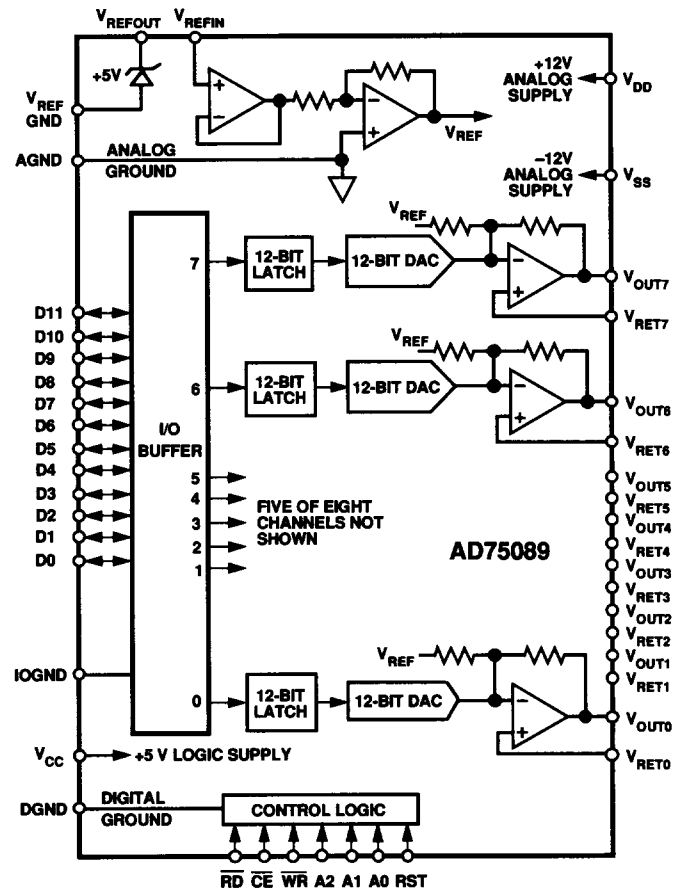 VREFOUT VREFIN
+5V
VREF
GND
AGND
ANALOG
GROUND
VREF
+12V
ANALOG
SUPPLY
VDD
−12V
ANALOG
SUPPLY
VSS
VREF
7
12-BIT
LATCH
12-BIT DAC
−
+
VOUT7
VRET7
VREF
6
12-BIT
LATCH
12-BIT DAC
−
+
VOUT6
VRET6
D11
D10
D9
D8
D7
D6
D5
D4
D3
D2
D1
D0
I/O
BUFFER
5
4
3
2
1
FIVE OF EIGHT
CHANNELS NOT
SHOWN
AD75089
VOUT5
VRET5
VOUT4
VRET4
VOUT3
VRET3
VOUT2
VRET2
VOUT1
VRET1
IOGND
VREF
0
12-BIT
LATCH
12-BIT DAC
−
+
VOUT0
VRET0
VCC
+5 V LOGIC SUPPLY
DGND
DIGITAL
GROUND
CONTROL LOGIC
RD CE WR A2 A1 A0 RST